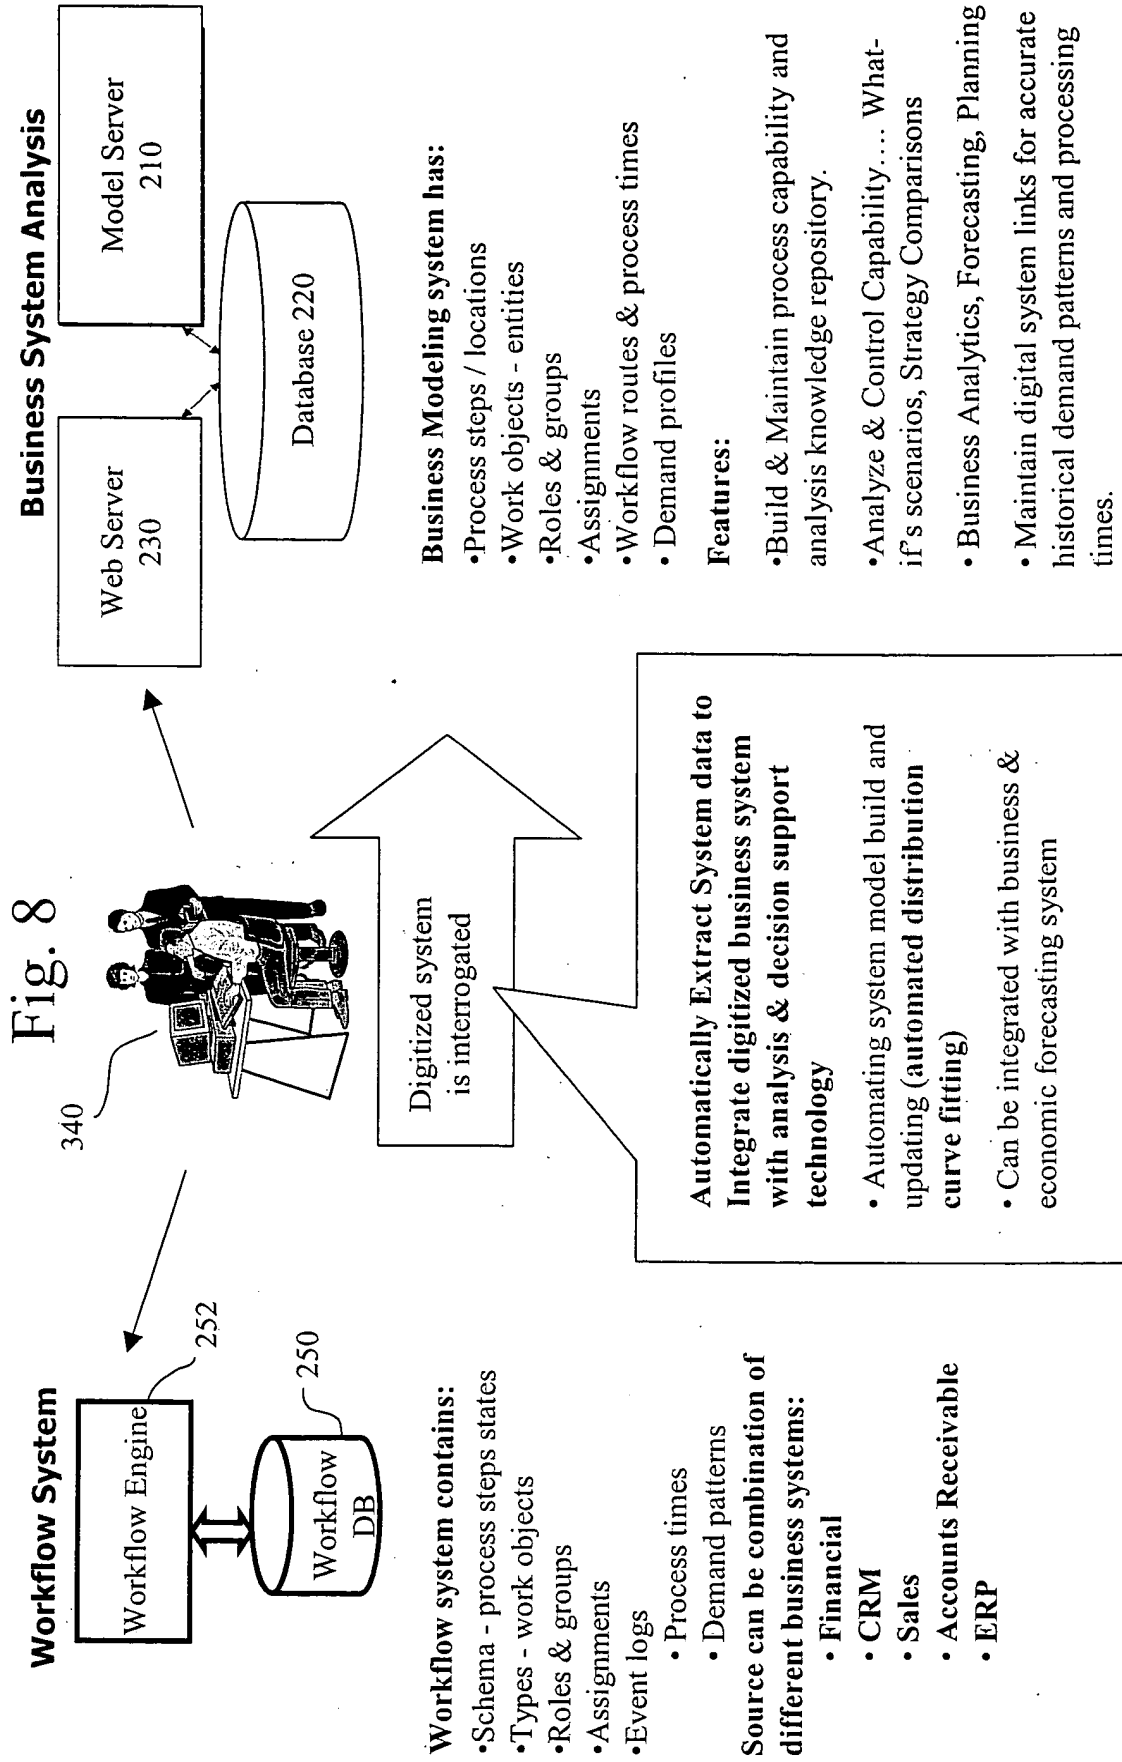 Fig. 8
Workflow System
Workflow Engine
252
Workflow
DB
250
Workflow system contains:
•Schema - process steps states
•Types - work objects
•Roles & groups
•Assignments
•Event logs
• Process times
• Demand patterns
Source can be combination of
different business systems:
• Financial
• CRM
• Sales
• Accounts Receivable
• ERP
340
Digitized system
is interrogated
Automatically Extract System data to
Integrate digitized business system
with analysis & decision support
technology
• Automating system model build and
updating (automated distribution
curve fitting)
• Can be integrated with business &
economic forecasting system
Business System Analysis
Web Server
230
Model Server
210
Database 220
Business Modeling system has:
•Process steps / locations
•Work objects - entities
•Roles & groups
•Assignments
•Workflow routes & process times
• Demand profiles
Features:
•Build & Maintain process capability and
analysis knowledge repository.
•Analyze & Control Capability.... What-
if's scenarios, Strategy Comparisons
• Business Analytics, Forecasting, Planning
• Maintain digital system links for accurate
historical demand patterns and processing
times.